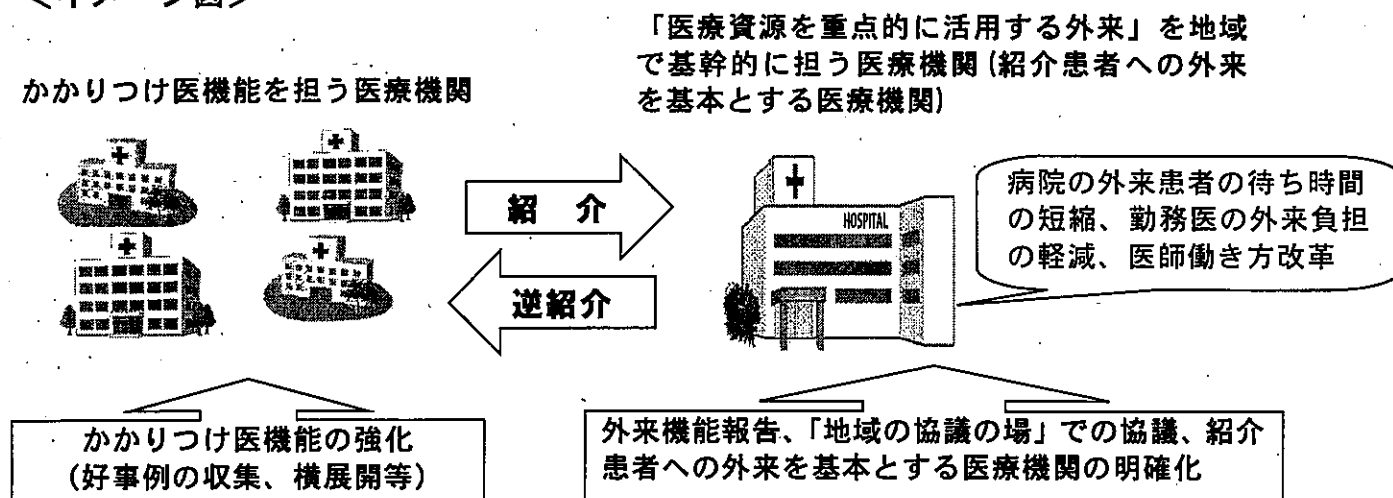 ＜イメージ図＞
かかりつけ医機能を担う医療機関
「医療資源を重点的に活用する外来」を地域
で基幹的に担う医療機関(紹介患者への外来
を基本とする医療機関)
紹 介
逆紹介
HOSPITAL
病院の外来患者の待ち時間
の短縮、勤務医の外来負担
の軽減、医師働き方改革
かかりつけ医機能の強化
(好事例の収集、横展開等)
外来機能報告、「地域の協議の場」での協議、紹介
患者への外来を基本とする医療機関の明確化